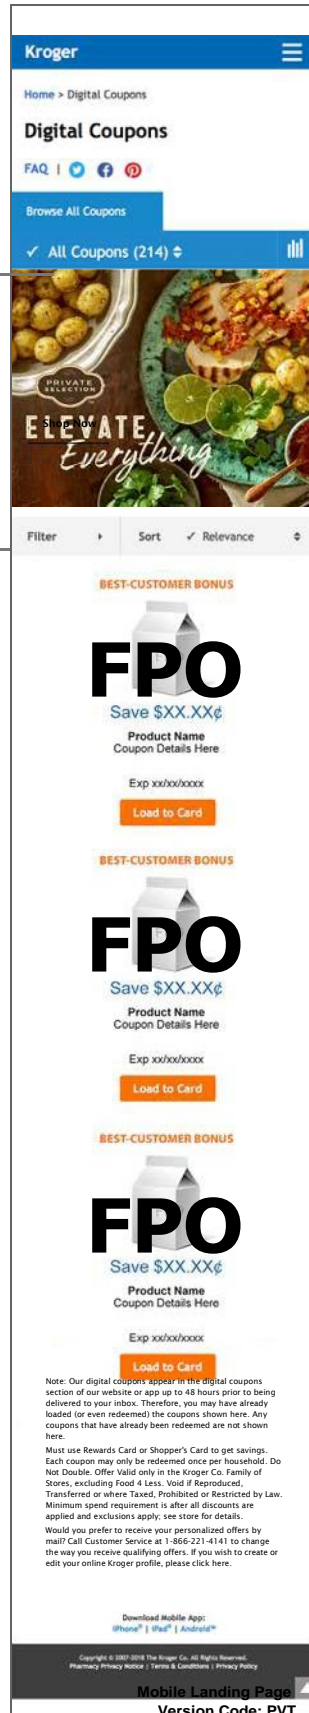 Kroger
Home > Digital Coupons
Digital Coupons
FAQ |
Browse All Coupons
✓ All Coupons (214)
PRIVATE
SELECTION
Shop Now
ELEVATE
Everything
Filter Sort ✓ Relevance
BEST-CUSTOMER BONUS
FPO
Save $XX.XX¢
Product Name
Coupon Details Here
Exp xx/xx/xxxx
Load to Card
BEST-CUSTOMER BONUS
FPO
Save $XX.XX¢
Product Name
Coupon Details Here
Exp xx/xx/xxxx
Load to Card
BEST-CUSTOMER BONUS
FPO
Save $XX.XX¢
Product Name
Coupon Details Here
Exp xx/xx/xxxx
Load to Card
Note: Our digital coupons appear in the digital coupons
section of our website or app up to 48 hours prior to being
delivered to your inbox. Therefore, you may have already
loaded (or even redeemed) the coupons shown here. Any
coupons that have already been redeemed are not shown
here.
Must use Rewards Card or Shopper's Card to get savings.
Each coupon may only be redeemed once per household. Do
Not Double. Offer Valid only in the Kroger Co. Family of
Stores, excluding Food 4 Less. Void if Reproduced,
Transferred or where Taxed, Prohibited or Restricted by Law.
Minimum spend requirement is after all discounts are
applied and exclusions apply; see store for details.
Would you prefer to receive your personalized offers by
mail? Call Customer Service at 1-866-221-4141 to change
the way you receive qualifying offers. If you wish to create or
edit your online Kroger profile, please click here.
Download Mobile App:
iPhone® | iPad® | Android™
Copyright © 2007-2018 The Kroger Co. All Rights Reserved.
Pharmacy Privacy Notice | Terms & Conditions | Privacy Policy
Mobile Landing Page
Version Code: PVT